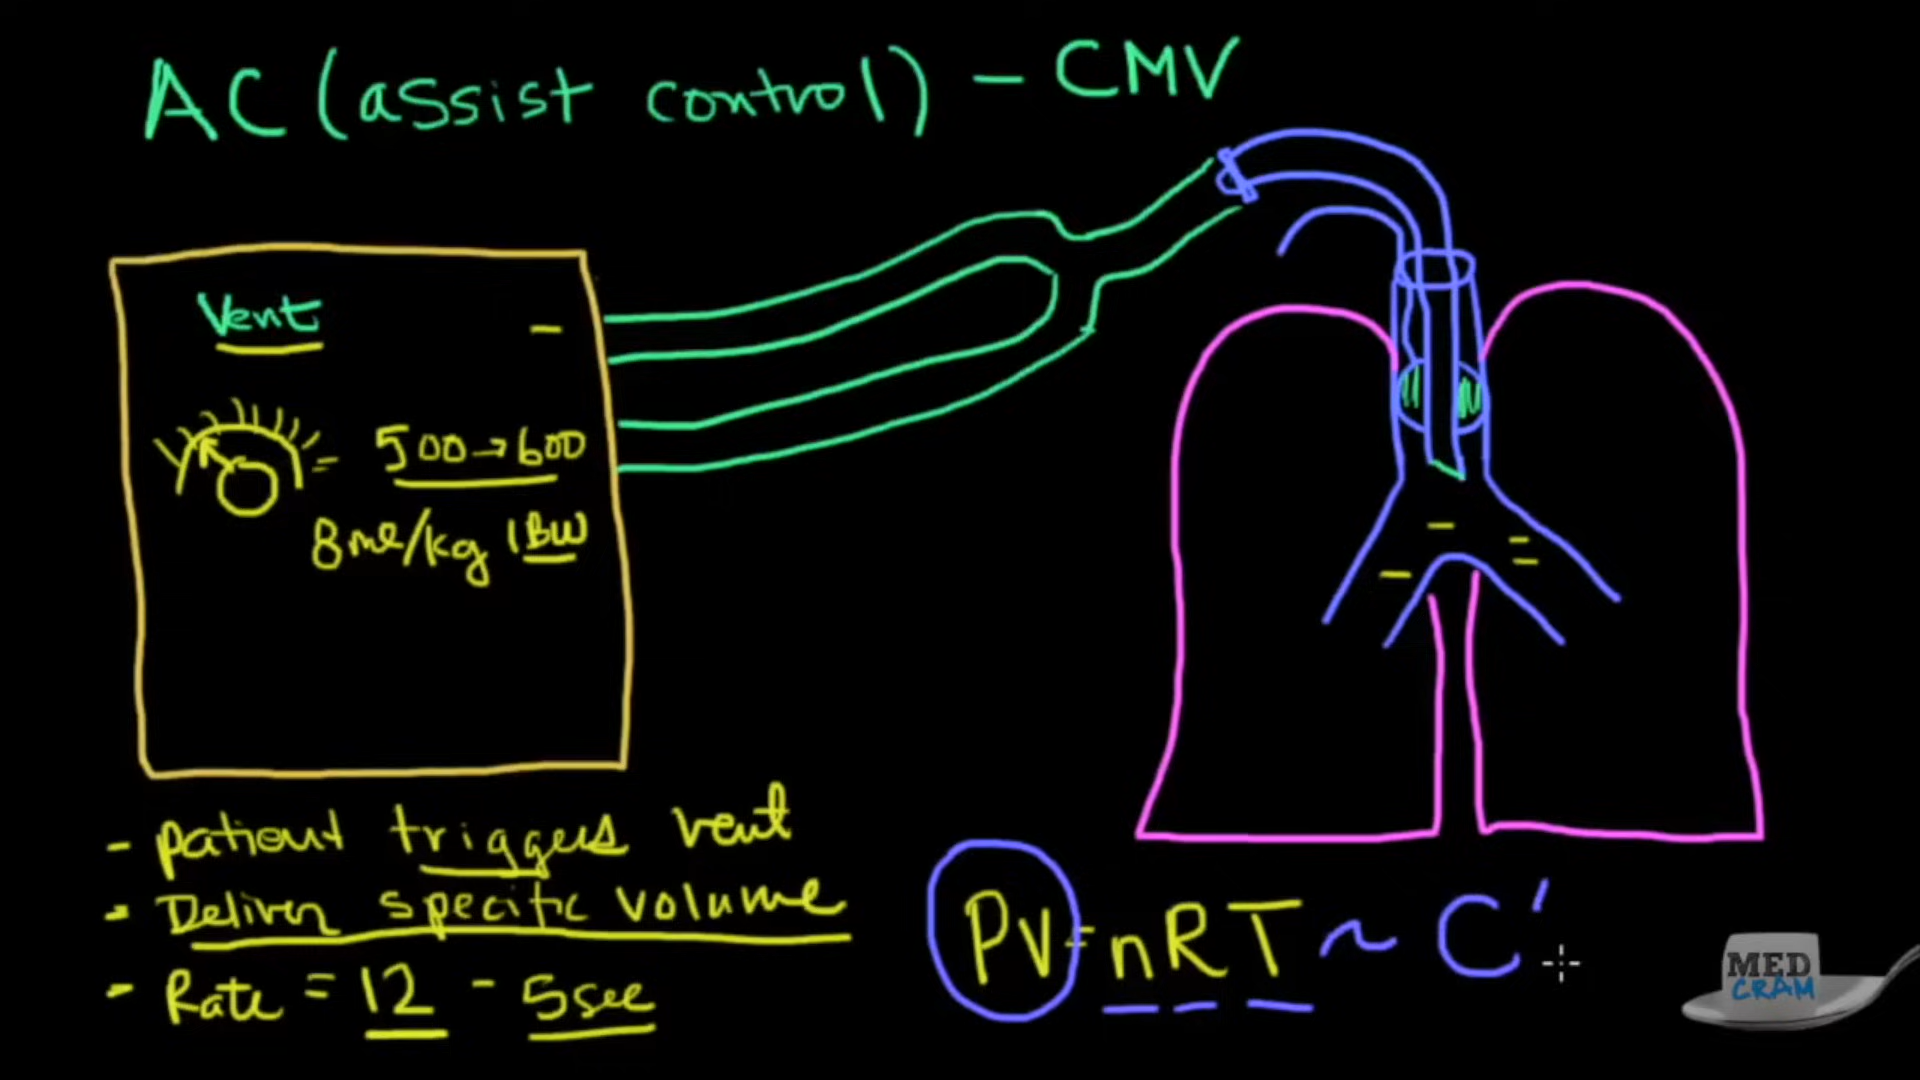 AC (assist control) - CMV
Vent -
= 500→600
8ml/kg IBW
- patient triggers vent
- Deliver specific volume
- Rate = 12 - 5sec
PV=nRT ~ C'
MED
CRAM